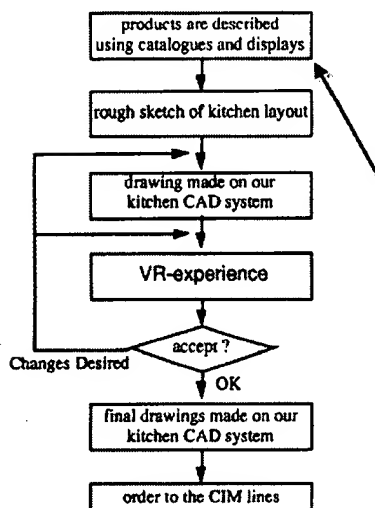 products are described
using catalogues and displays
rough sketch of kitchen layout
drawing made on our
kitchen CAD system
VR-experience
accept ?
Changes Desired
OK
final drawings made on our
kitchen CAD system
order to the CIM lines